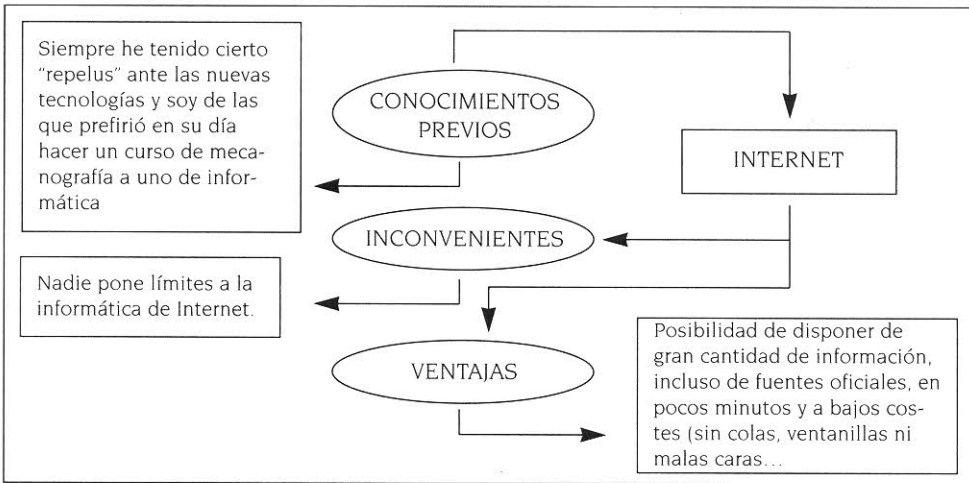 Siempre he tenido cierto
"repelus" ante las nuevas
tecnologías y soy de las
que prefirió en su día
hacer un curso de meca-
nografía a uno de infor-
mática
CONOCIMIENTOS
PREVIOS
INTERNET
INCONVENIENTES
Nadie pone límites a la
informática de Internet.
VENTAJAS
Posibilidad de disponer de
gran cantidad de información,
incluso de fuentes oficiales, en
pocos minutos y a bajos cos-
tes (sin colas, ventanillas ni
malas caras...